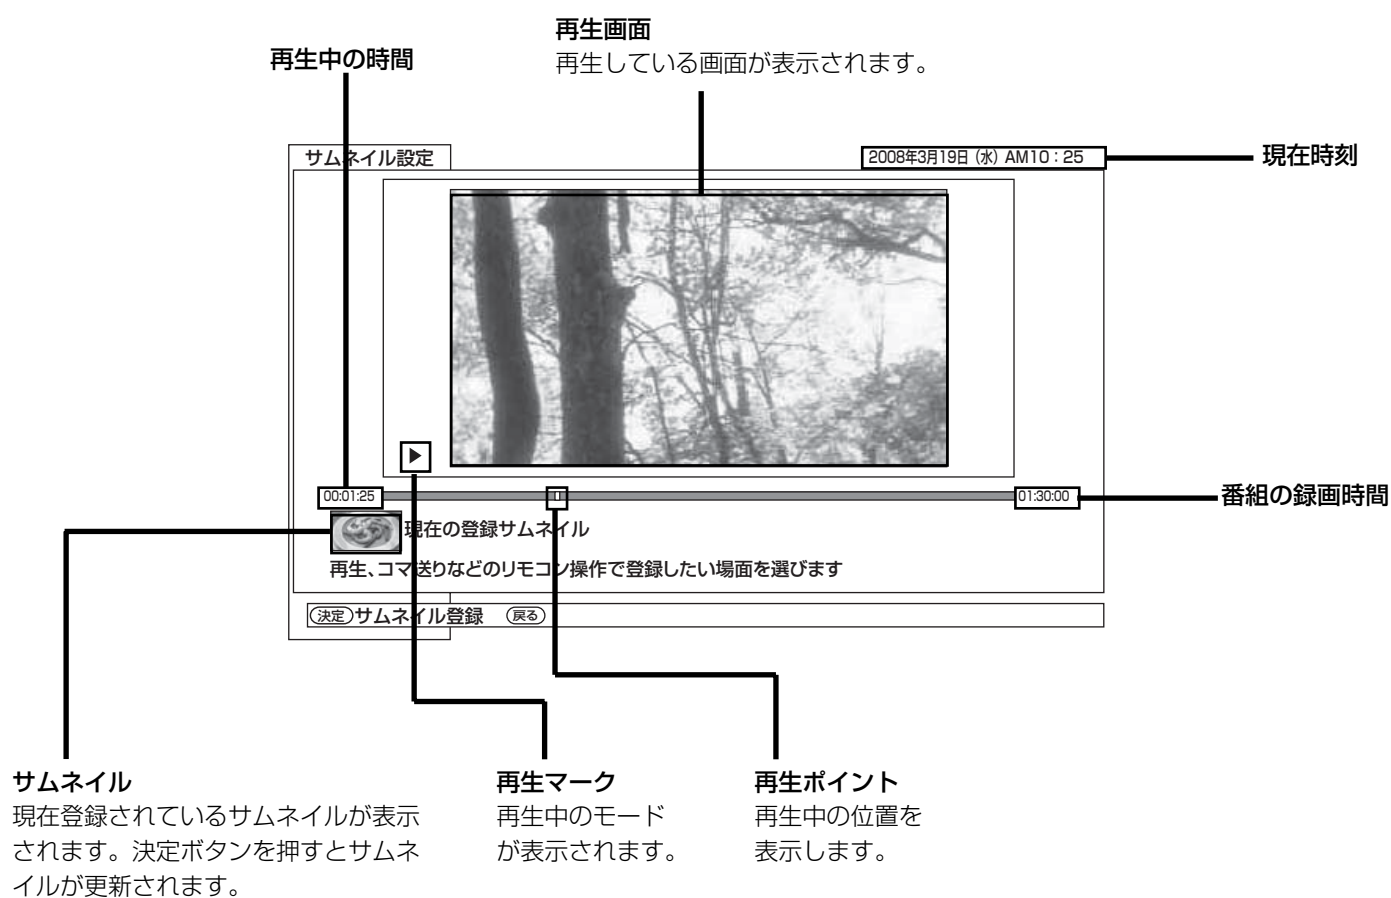 再生画面
再生している画面が表示されます。
再生中の時間
サムネイル設定
2008年3月19日（水）AM10：25
現在時刻
00:01:25
01:30:00
番組の録画時間
現在の登録サムネイル
再生、コマ送りなどのリモコン操作で登録したい場面を選びます
決定 サムネイル登録 戻る
サムネイル
現在登録されているサムネイルが表示
されます。決定ボタンを押すとサムネ
イルが更新されます。
再生マーク
再生中のモード
が表示されます。
再生ポイント
再生中の位置を
表示します。